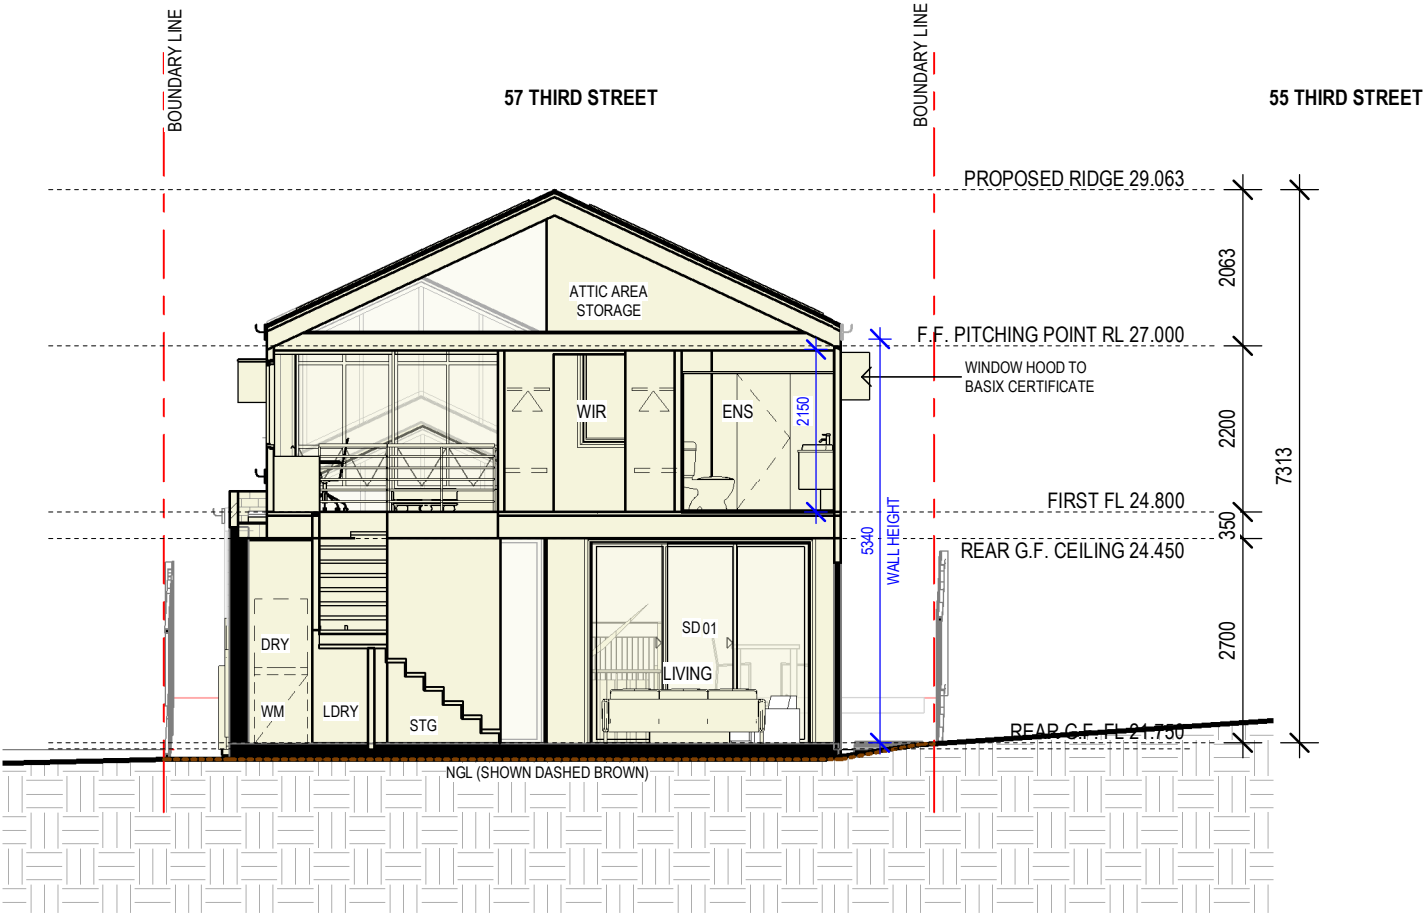 BOUNDARY LINE
BOUNDARY LINE
57 THIRD STREET
55 THIRD STREET
PROPOSED RIDGE 29.063
2063
ATTIC AREA
STORAGE
F.F. PITCHING POINT RL 27.000
WINDOW HOOD TO
BASIX CERTIFICATE
WIR
ENS
2150
2200
7313
FIRST FL 24.800
350
5340
WALL HEIGHT
REAR G.F. CEILING 24.450
DRY
SD 01
2700
LIVING
WM
LDRY
STG
REAR G.F. FL 21.750
NGL (SHOWN DASHED BROWN)